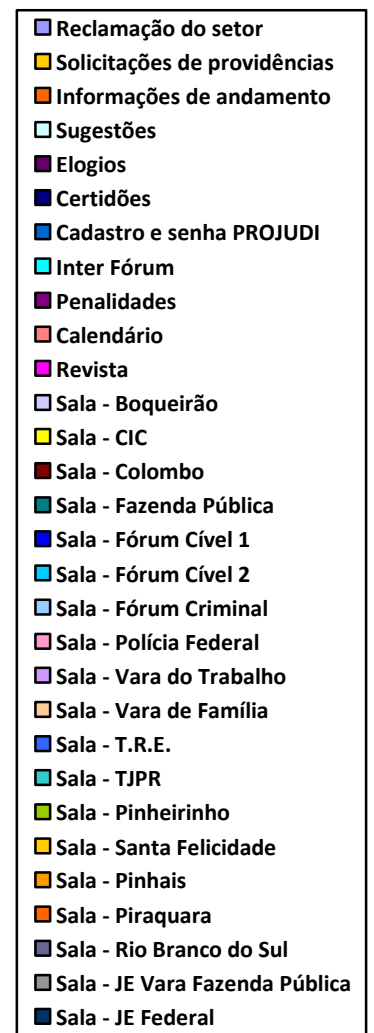 Reclamação do setor
Solicitações de providências
Informações de andamento
Sugestões
Elogios
Certidões
Cadastro e senha PROJUDI
Inter Fórum
Penalidades
Calendário
Revista
Sala - Boqueirão
Sala - CIC
Sala - Colombo
Sala - Fazenda Pública
Sala - Fórum Cível 1
Sala - Fórum Cível 2
Sala - Fórum Criminal
Sala - Polícia Federal
Sala - Vara do Trabalho
Sala - Vara de Família
Sala - T.R.E.
Sala - TJPR
Sala - Pinheirinho
Sala - Santa Felicidade
Sala - Pinhais
Sala - Piraquara
Sala - Rio Branco do Sul
Sala - JE Vara Fazenda Pública
Sala - JE Federal